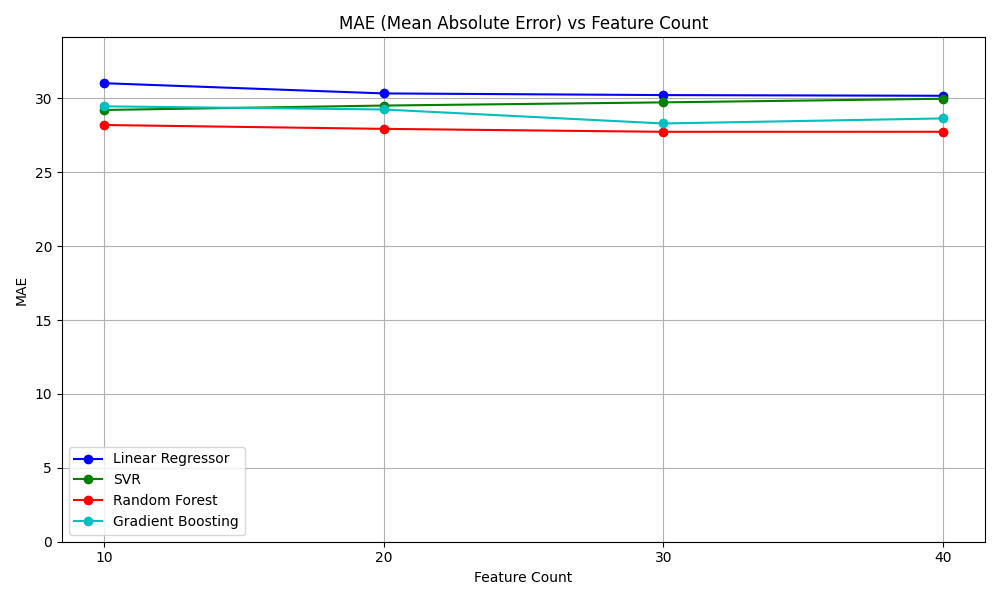 MAE (Mean Absolute Error) vs Feature Count
MAE
30
25
20
15
10
5
0
Linear Regressor
SVR
Random Forest
Gradient Boosting
10 20 30 40
Feature Count